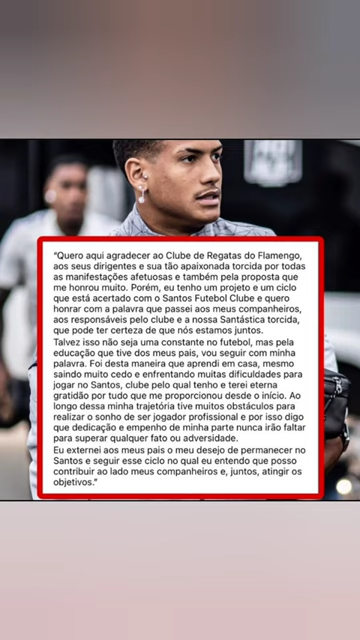 "Quero aqui agradecer ao Clube de Regatas do Flamengo,
aos seus dirigentes e sua tão apaixonada torcida por todas
as manifestações afetuosas e também pela proposta que
me honrou muito. Porém, eu tenho um projeto e um ciclo
que está acertado com o Santos Futebol Clube e quero
honrar com a palavra que passei aos meus companheiros,
aos responsáveis pelo clube e a nossa Santástica torcida,
que pode ter certeza de que nós estamos juntos.
Talvez isso não seja uma constante no futebol, mas pela
educação que tive dos meus pais, vou seguir com minha
palavra. Foi desta maneira que aprendi em casa, mesmo
saindo muito cedo e enfrentando muitas dificuldades para
jogar no Santos, clube pelo qual tenho e terei eterna
gratidão por tudo que me proporcionou desde o início. Ao
longo dessa minha trajetória tive muitos obstáculos para
realizar o sonho de ser jogador profissional e por isso digo
que dedicação e empenho de minha parte nunca irão faltar
para superar qualquer fato ou adversidade.
Eu externei aos meus pais o meu desejo de permanecer no
Santos e seguir esse ciclo no qual eu entendo que posso
contribuir ao lado meus companheiros e, juntos, atingir os
objetivos."